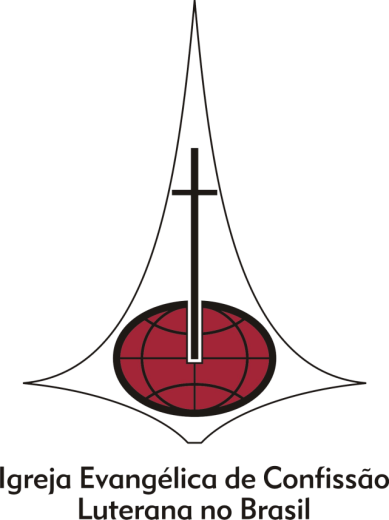 Igreja Evangélica de Confissão
Luterana no Brasil